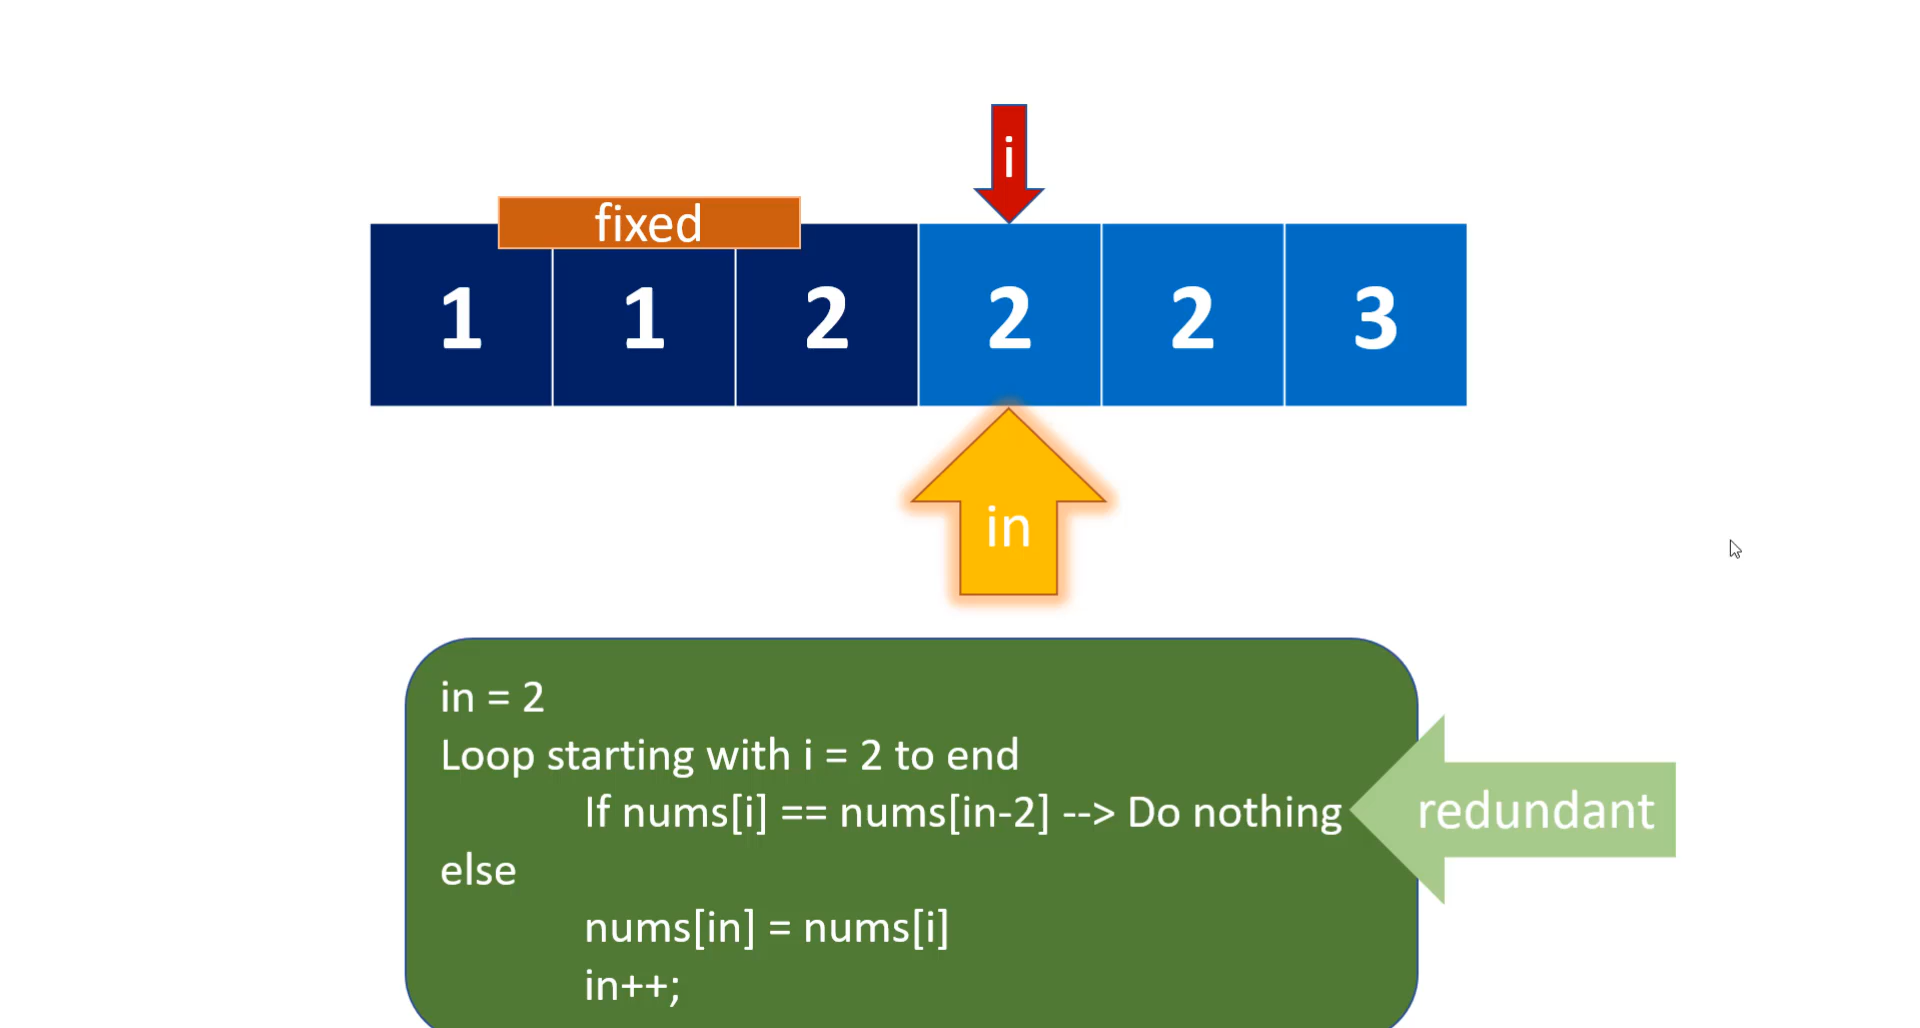 i
fixed
1 1 2 2 2 3
in
in = 2
Loop starting with i = 2 to end
If nums[i] == nums[in-2] --> Do nothing
redundant
else
nums[in] = nums[i]
in++;